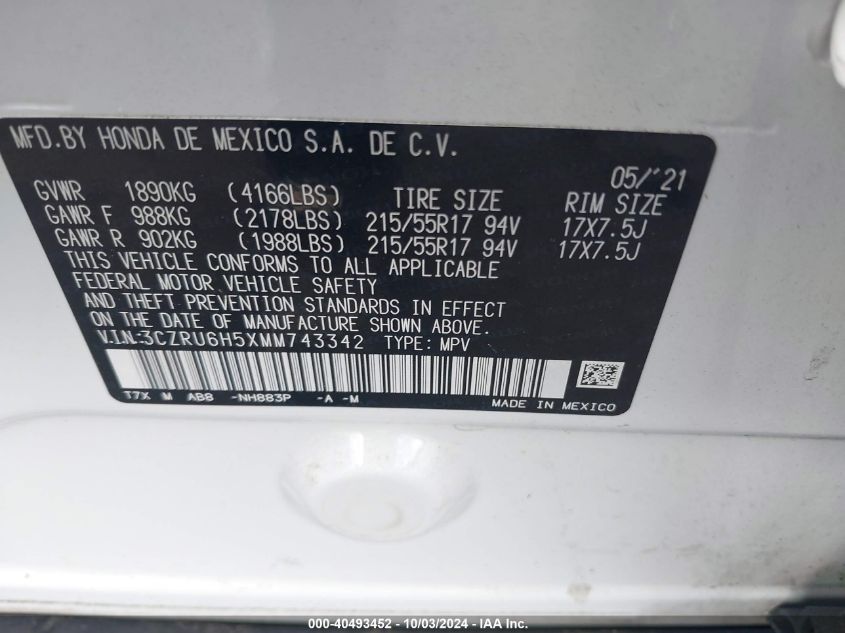 MFD.BY HONDA DE MEXICO S.A. DE C.V.
05/'21
GVWR 1890KG (4166LBS) TIRE SIZE RIM SIZE
GAWR F 988KG (2178LBS) 215/55R17 94V 17X7.5J
GAWR R 902KG (1988LBS) 215/55R17 94V 17X7.5J
THIS VEHICLE CONFORMS TO ALL APPLICABLE
FEDERAL MOTOR VEHICLE SAFETY
AND THEFT PREVENTION STANDARDS IN EFFECT
ON THE DATE OF MANUFACTURE SHOWN ABOVE.
V.I.N:3CZRU6H5XMM743342 TYPE: MPV
T7X M AB8 -NH883P -A -M
MADE IN MEXICO
000-40493452 - 10/03/2024 - IAA Inc.